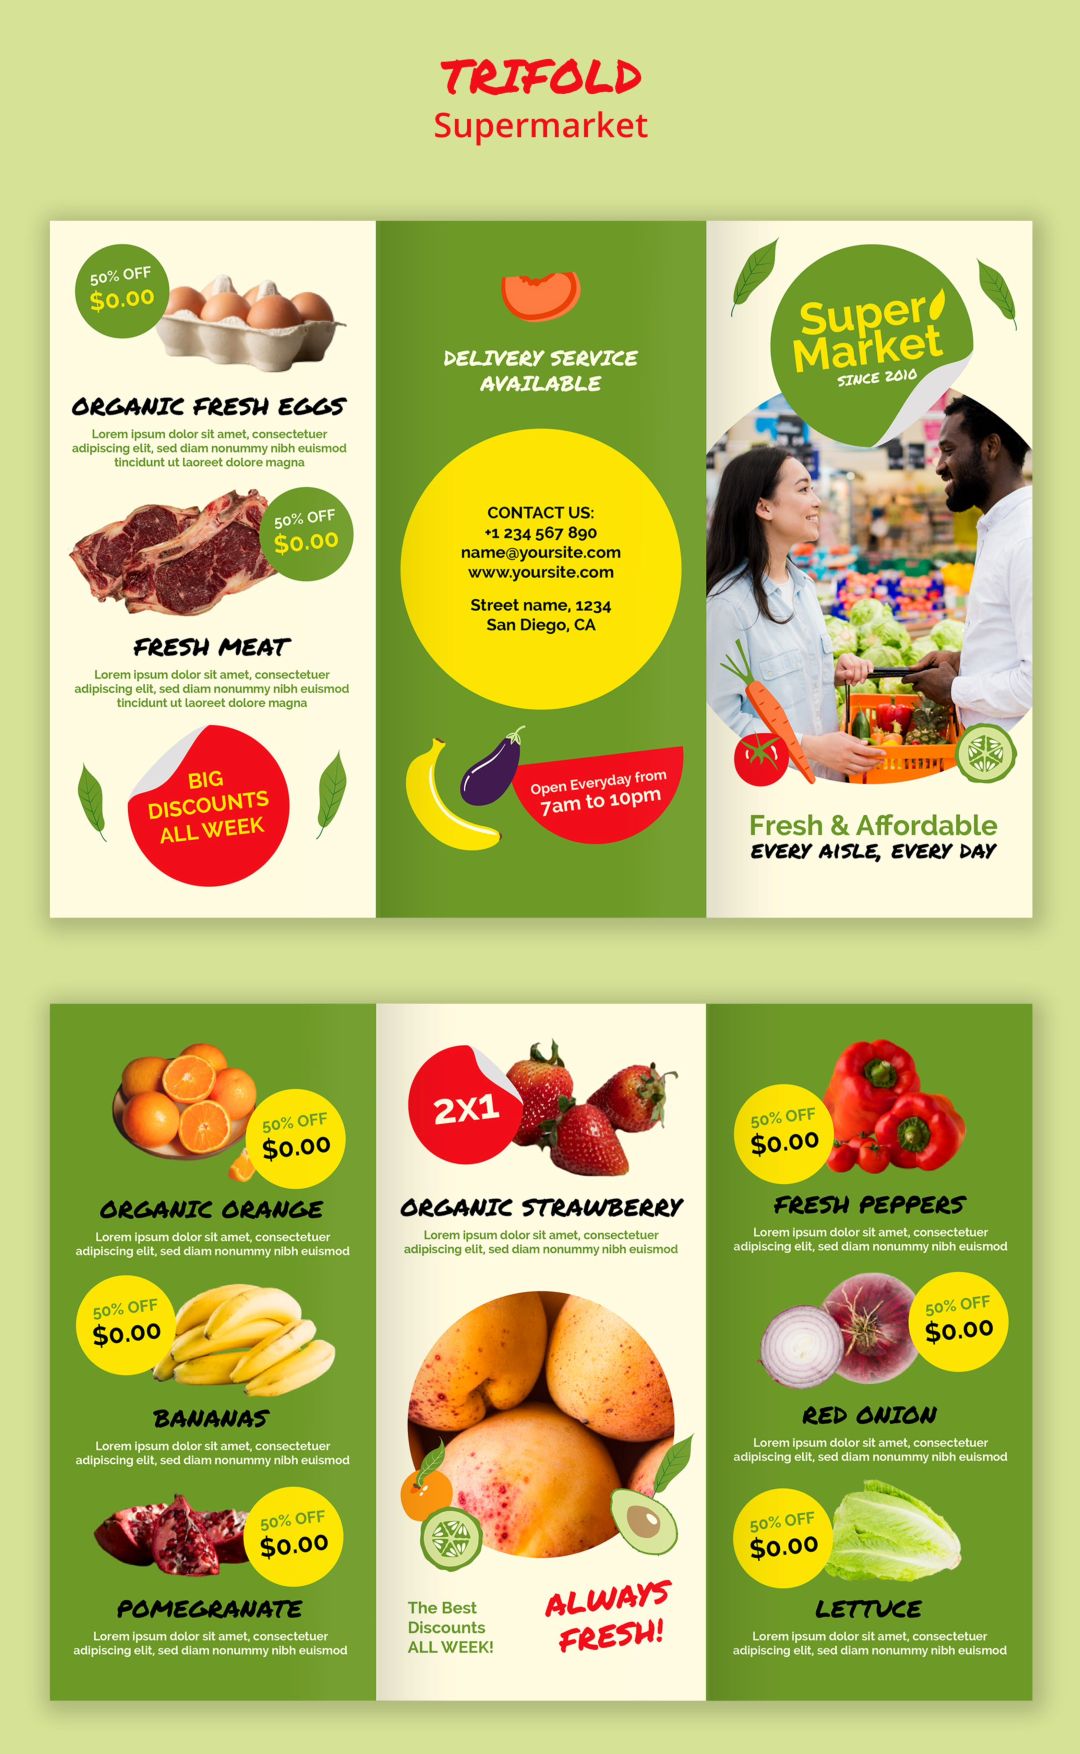 TRIFOLD
Supermarket
50% OFF
$0.00
ORGANIC FRESH EGGS
Lorem ipsum dolor sit amet, consectetuer
adipiscing elit, sed diam nonummy nibh euismod
tincidunt ut laoreet dolore magna
50% OFF
$0.00
FRESH MEAT
Lorem ipsum dolor sit amet, consectetuer
adipiscing elit, sed diam nonummy nibh euismod
tincidunt ut laoreet dolore magna
BIG
DISCOUNTS
ALL WEEK
DELIVERY SERVICE
AVAILABLE
CONTACT US:
+1 234 567 890
name@yoursite.com
www.yoursite.com
Street name, 1234
San Diego, CA
Open Everyday from
7am to 10pm
Super
Market
SINCE 2010
Fresh & Affordable
EVERY AISLE, EVERY DAY
50% OFF
$0.00
ORGANIC ORANGE
Lorem ipsum dolor sit amet, consectetuer
adipiscing elit, sed diam nonummy nibh euismod
50% OFF
$0.00
BANANAS
Lorem ipsum dolor sit amet, consectetuer
adipiscing elit, sed diam nonummy nibh euismod
50% OFF
$0.00
POMEGRANATE
Lorem ipsum dolor sit amet, consectetuer
adipiscing elit, sed diam nonummy nibh euismod
2X1
ORGANIC STRAWBERRY
Lorem ipsum dolor sit amet, consectetuer
adipiscing elit, sed diam nonummy nibh euismod
The Best
Discounts
ALL WEEK!
ALWAYS
FRESH!
50% OFF
$0.00
FRESH PEPPERS
Lorem ipsum dolor sit amet, consectetuer
adipiscing elit, sed diam nonummy nibh euismod
50% OFF
$0.00
RED ONION
Lorem ipsum dolor sit amet, consectetuer
adipiscing elit, sed diam nonummy nibh euismod
50% OFF
$0.00
LETTUCE
Lorem ipsum dolor sit amet, consectetuer
adipiscing elit, sed diam nonummy nibh euismod